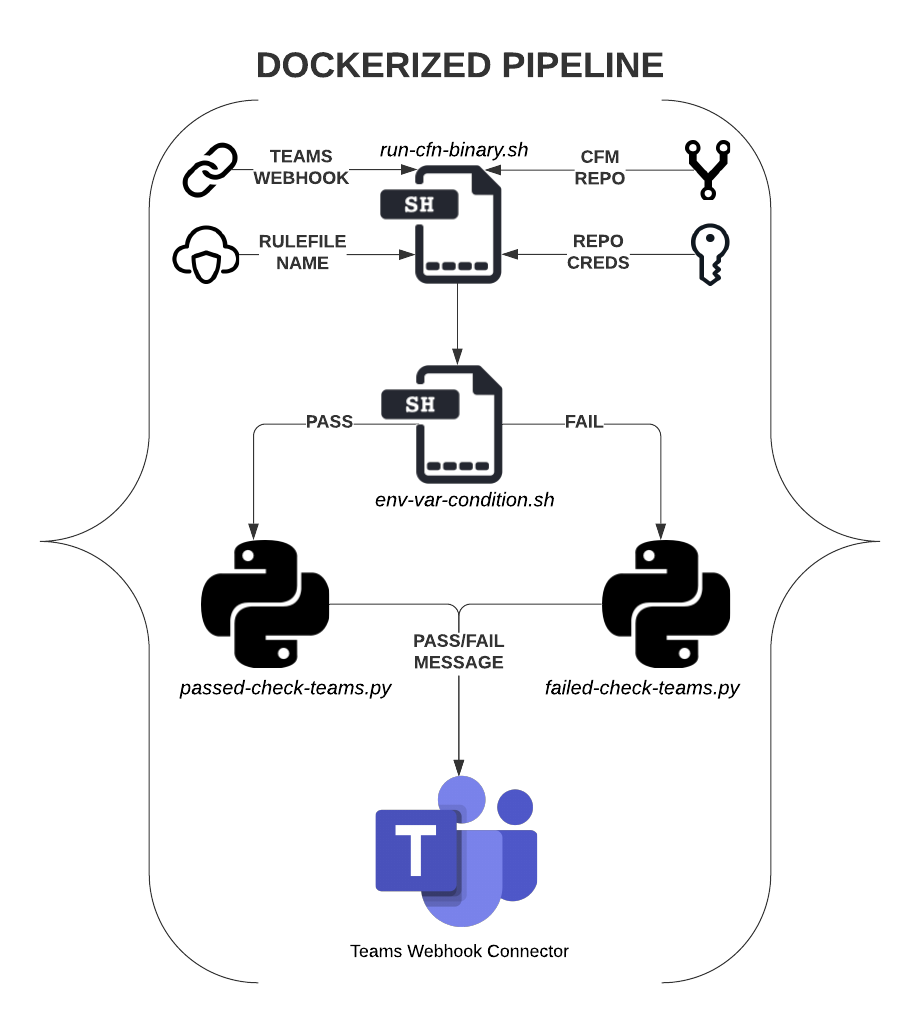 DOCKERIZED PIPELINE
run-cfn-binary.sh
TEAMS
WEBHOOK
CFM
REPO
SH
RULEFILE
NAME
REPO
CREDS
SH
PASS
FAIL
env-var-condition.sh
PASS/FAIL
MESSAGE
passed-check-teams.py
failed-check-teams.py
T
Teams Webhook Connector